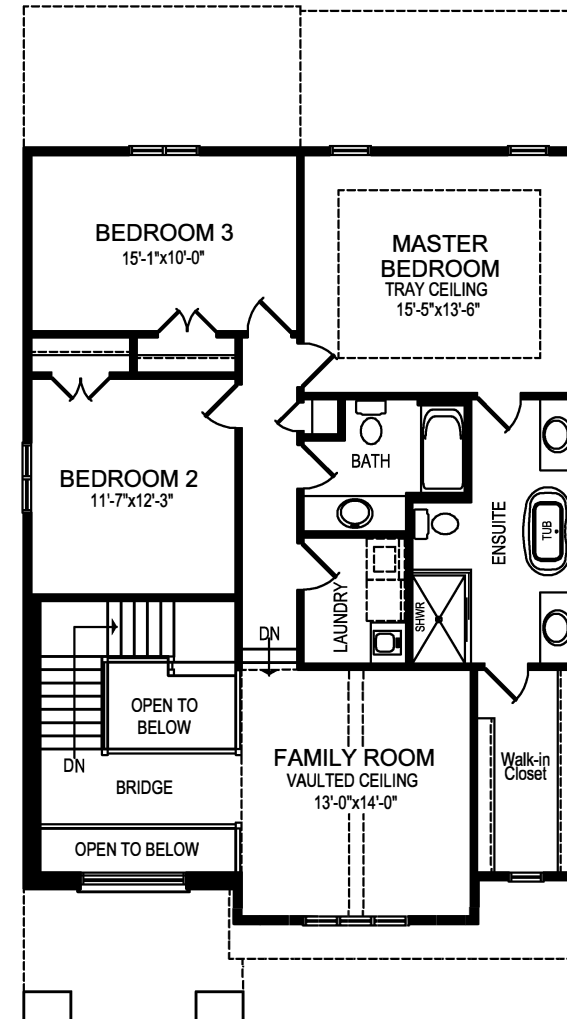 BEDROOM 3
15'-1"x10'-0"
MASTER
BEDROOM
TRAY CEILING
15'-5"x13'-6"
BEDROOM 2
11'-7"x12'-3"
BATH
ENSUITE
TUB
SHWR
LAUNDRY
DN
OPEN TO
BELOW
DN
BRIDGE
OPEN TO BELOW
FAMILY ROOM
VAULTED CEILING
13'-0"x14'-0"
Walk-in
Closet